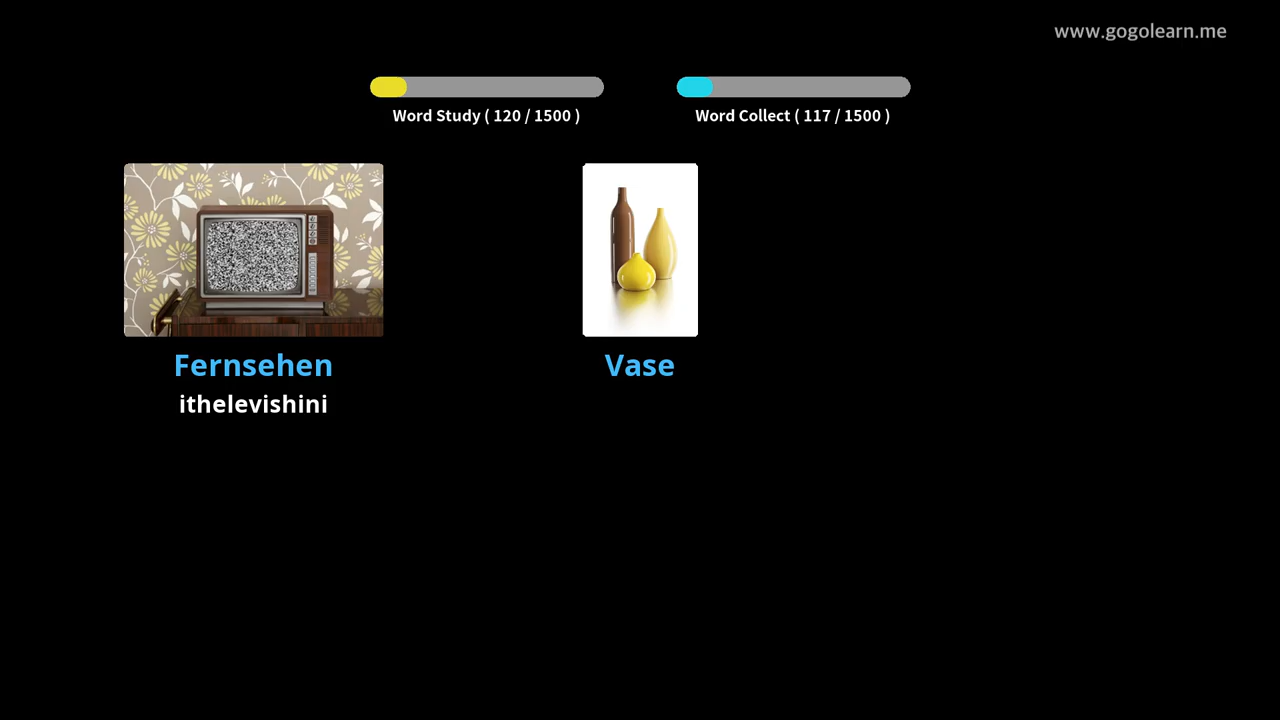 www.gogolearn.me
Word Study ( 120 / 1500 )
Word Collect ( 117 / 1500 )
Fernsehen
ithelevishini
Vase